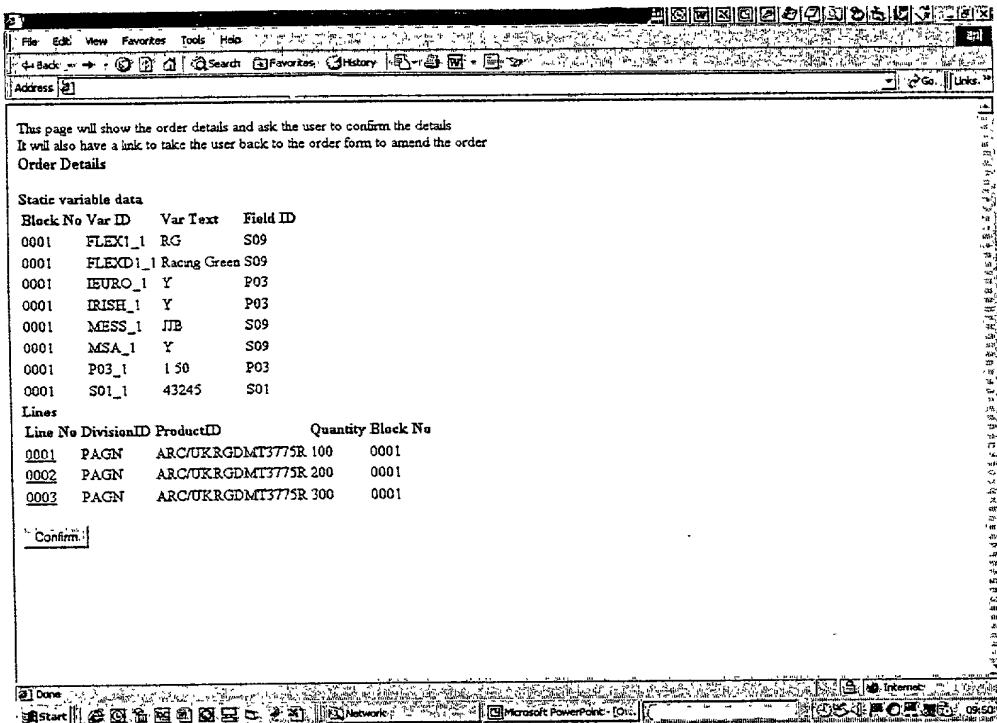 File Edit View Favorites Tools Help
Back Search Favorites History
Address Go Links
This page will show the order details and ask the user to confirm the details
It will also have a link to take the user back to the order form to amend the order
Order Details
Static variable data
Block No Var ID Var Text Field ID
0001 FLEX1_1 RG S09
0001 FLEXD1_1 Racing Green S09
0001 IEURO_1 Y P03
0001 IRISH_1 Y P03
0001 MESS_1 JJB S09
0001 MSA_1 Y S09
0001 P03_1 1 50 P03
0001 S01_1 43245 S01
Lines
Line No DivisionID ProductID Quantity Block No
0001 PAGN ARC/UKRGDMT3775R 100 0001
0002 PAGN ARC/UKRGDMT3775R 200 0001
0003 PAGN ARC/UKRGDMT3775R 300 0001
Confirm
Done Internet
Start Network Microsoft PowerPoint - [O 09:50